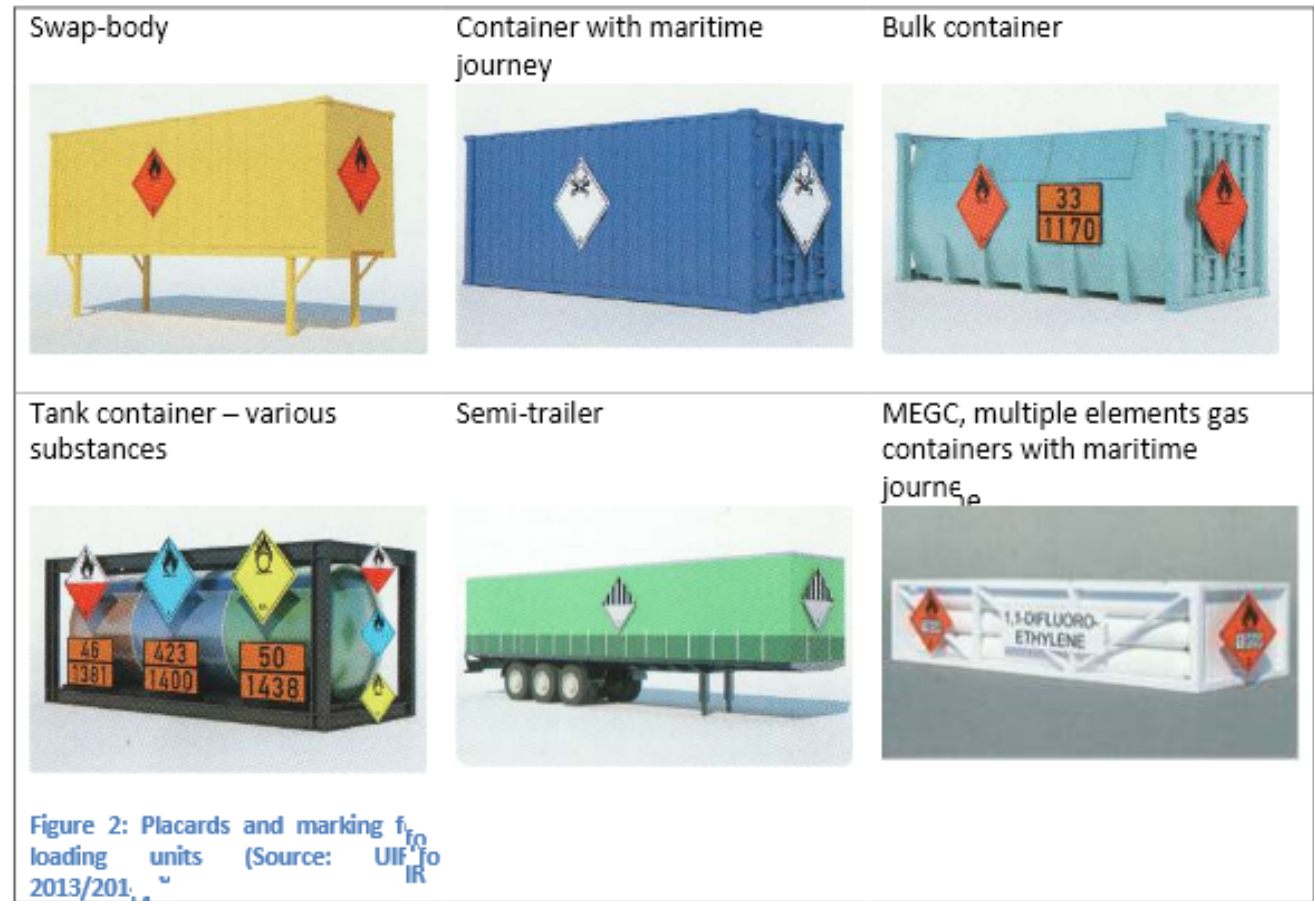 Swap-body
Container with maritime
journey
Bulk container
33
1170
Tank container – various
substances
Semi-trailer
MEGC, multiple elements gas
containers with maritime
46
1381
423
1400
50
1438
1,1-DIFLUORO-
ETHYLENE
Figure 2: Placards and marking
loading units (Source: